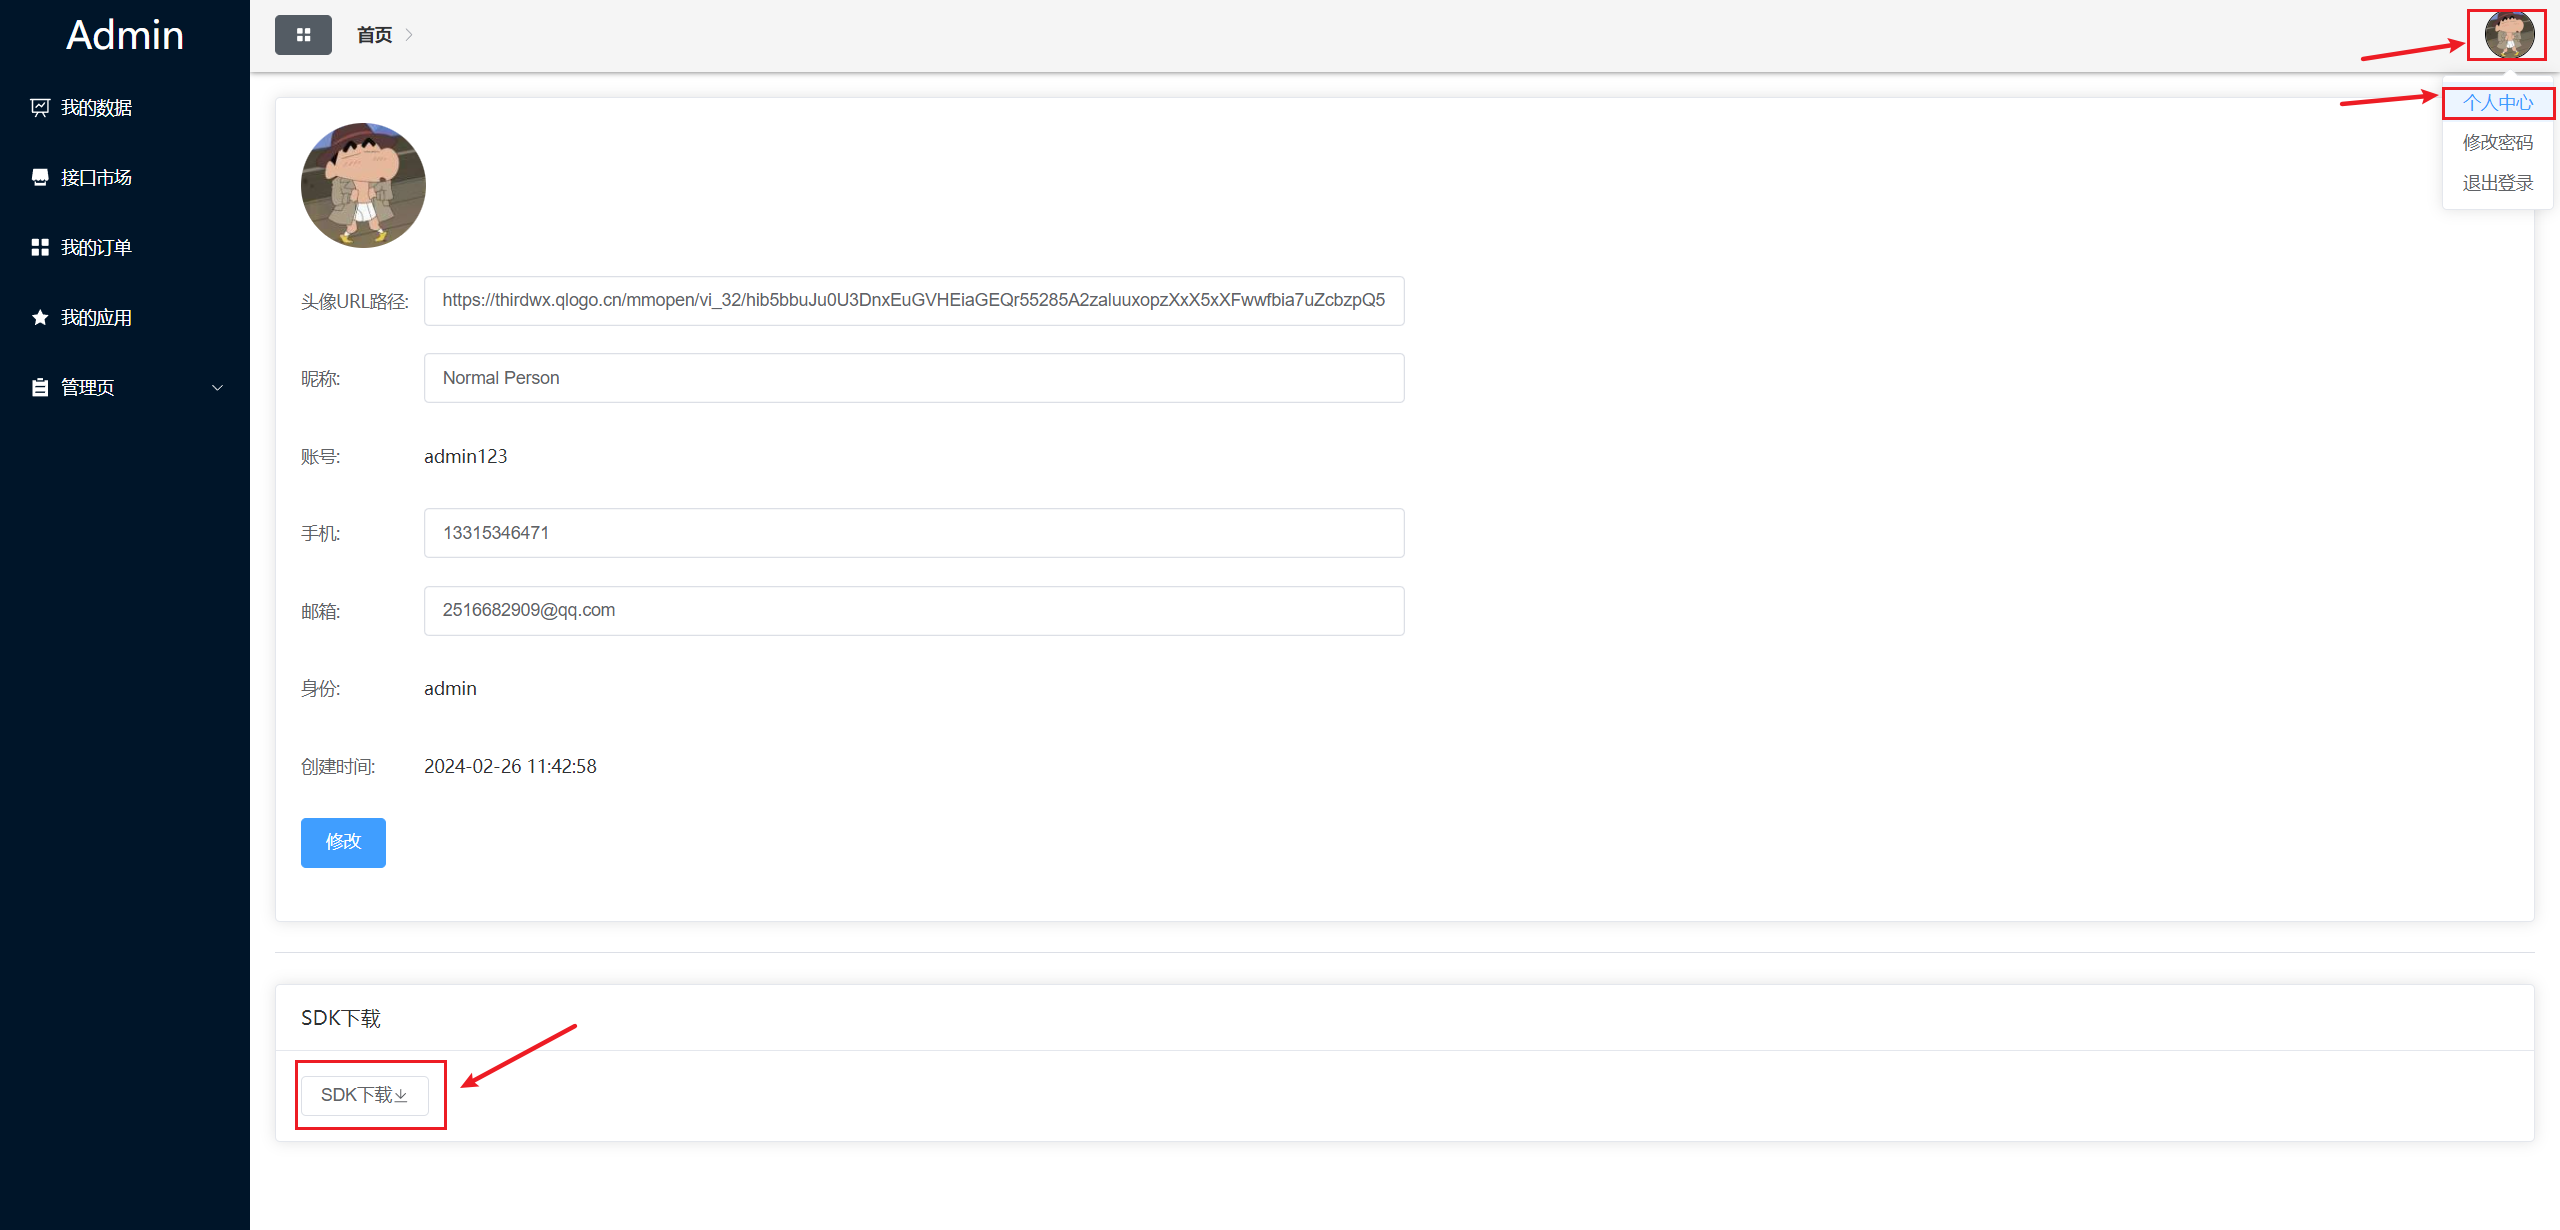 Admin
我的数据
接口市场
我的订单
我的应用
管理页
首页
个人中心
修改密码
退出登录
头像URL路径: https://thirdwx.qlogo.cn/mmopen/vi_32/hib5bbuJu0U3DnxEuGVHEiaGEQr55285A2zaluuxopzXxX5xXFwwfbia7uZcbzpQ5
昵称: Normal Person
账号: admin123
手机: 13315346471
邮箱: 2516682909@qq.com
身份: admin
创建时间: 2024-02-26 11:42:58
修改
SDK下载
SDK下载